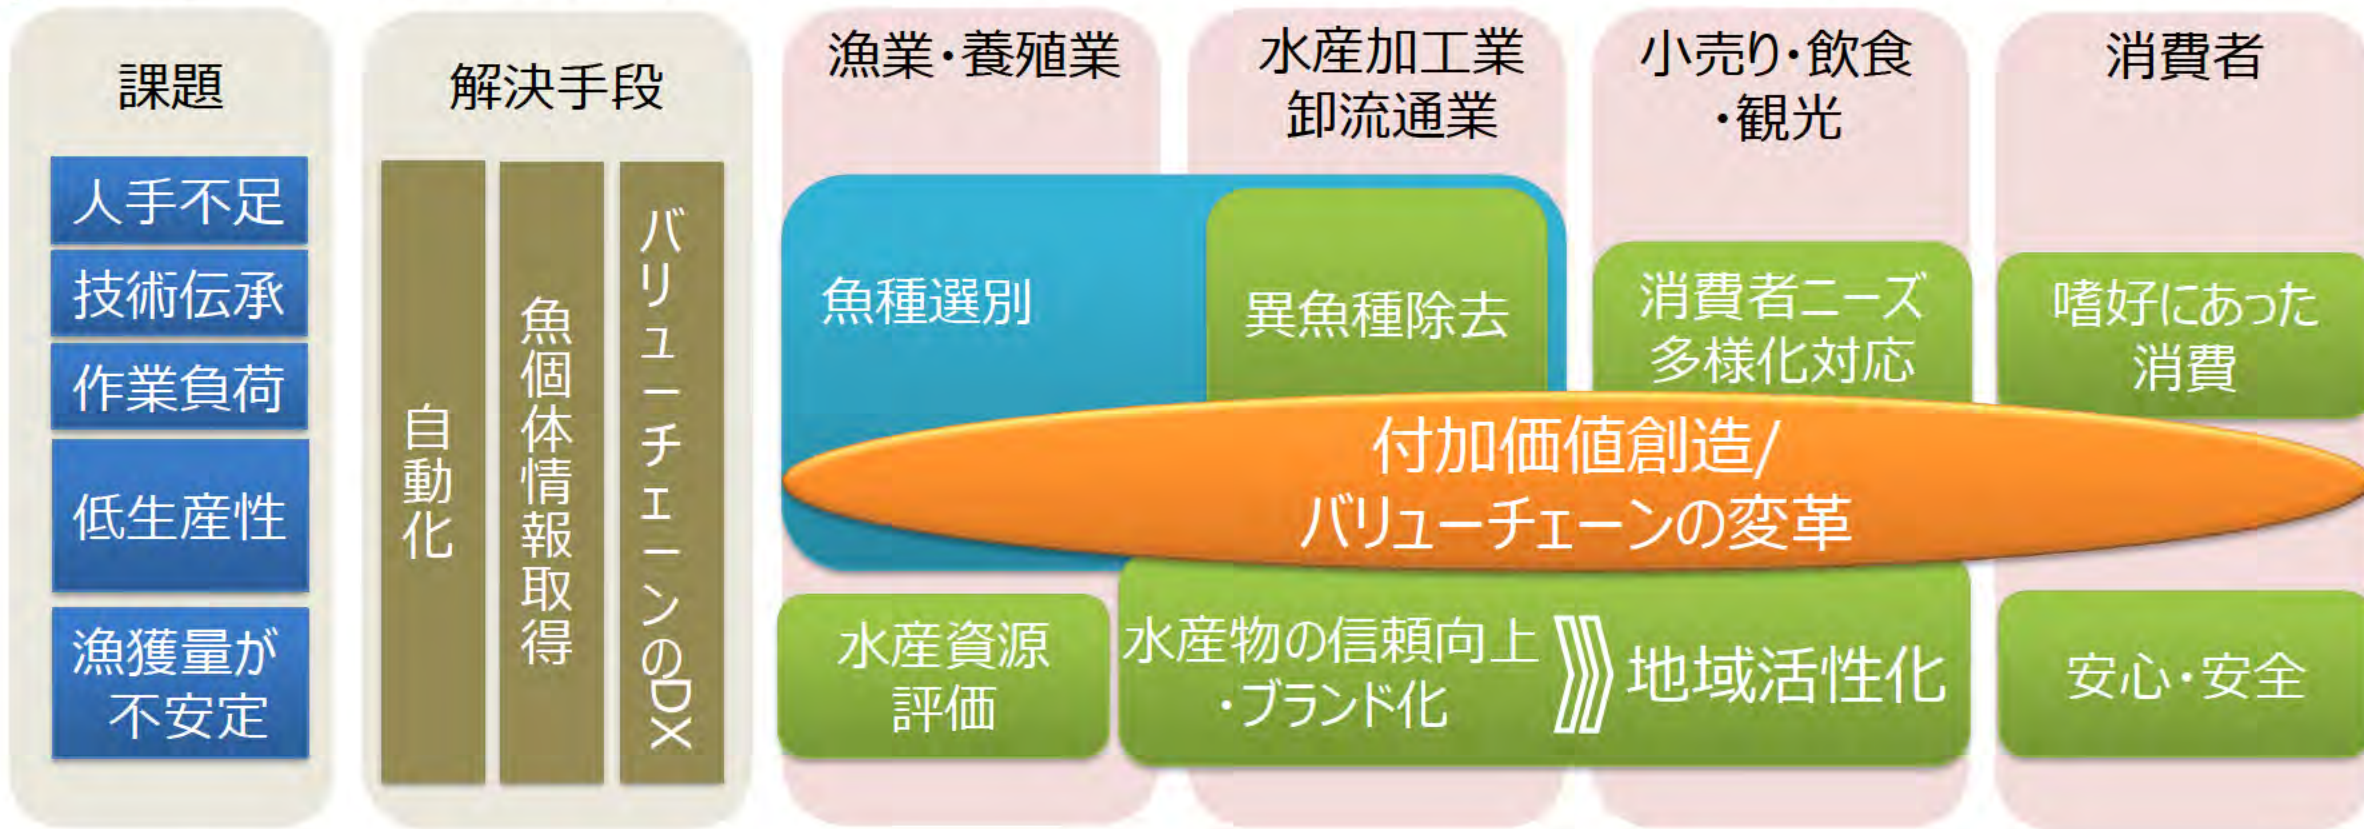 課題
人手不足
技術伝承
作業負荷
低生産性
漁獲量が
不安定
解決手段
自動化
魚個体情報取得
バリューチェーンのDX
漁業・養殖業
水産加工業
卸流通業
小売り・飲食
・観光
消費者
魚種選別
異魚種除去
消費者ニーズ
多様化対応
嗜好にあった
消費
付加価値創造/
バリューチェーンの変革
水産資源
評価
水産物の信頼向上
・ブランド化
地域活性化
安心・安全